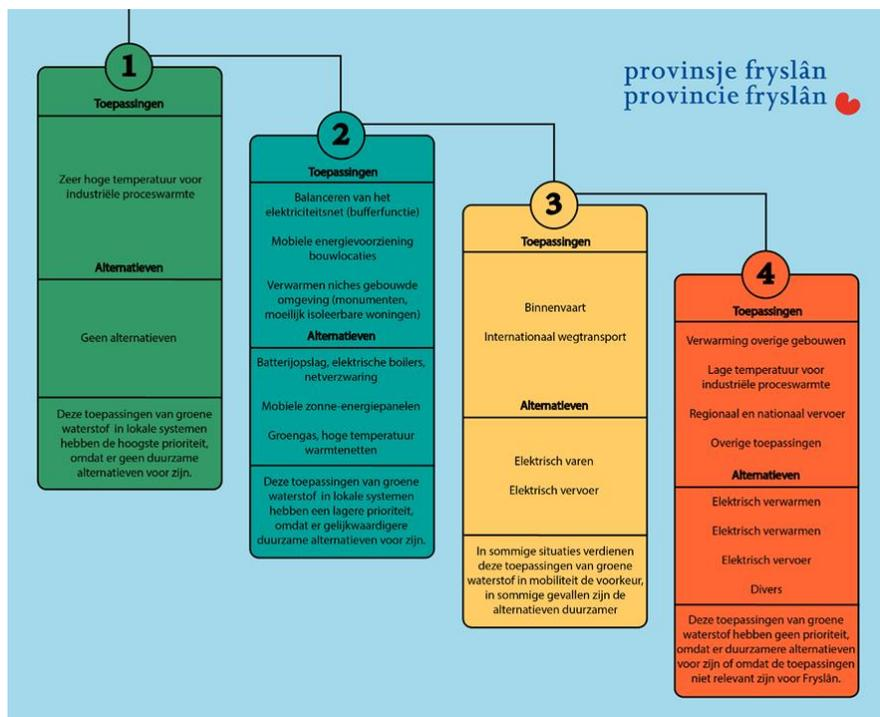 provinsje fryslân
provincie fryslân
1
Toepassingen
Zeer hoge temperatuur voor
industriële proceswarmte
Alternatieven
Geen alternatieven
Deze toepassingen van groene
waterstof in lokale systemen
hebben de hoogste prioriteit,
omdat er geen duurzame
alternatieven voor zijn.
2
Toepassingen
Balanceren van het
elektriciteitsnet (bufferfunctie)
Mobiele energievoorziening
bouwlocaties
Verwarmen niches gebouwde
omgeving (monumenten,
moeilijk isoleerbare woningen)
Alternatieven
Batterijopslag, elektrische boilers,
netverzwaring
Mobiele zonne-energiepanelen
Groengas, hoge temperatuur
warmtenetten
Deze toepassingen van groene
waterstof in lokale systemen
hebben een lagere prioriteit,
omdat er gelijkwaardigere
duurzame alternatieven voor zijn.
3
Toepassingen
Binnenvaart
Internationaal wegtransport
Alternatieven
Elektrisch varen
Elektrisch vervoer
In sommige situaties verdienen
deze toepassingen van groene
waterstof in mobiliteit de voorkeur,
in sommige gevallen zijn de
alternatieven duurzamer
4
Toepassingen
Verwarming overige gebouwen
Lage temperatuur voor
industriële proceswarmte
Regionaal en nationaal vervoer
Overige toepassingen
Alternatieven
Elektrisch verwarmen
Elektrisch verwarmen
Elektrisch vervoer
Divers
Deze toepassingen van groene
waterstof hebben geen prioriteit,
omdat er duurzamere alternatieven
voor zijn of omdat de toepassingen
niet relevant zijn voor Fryslân.